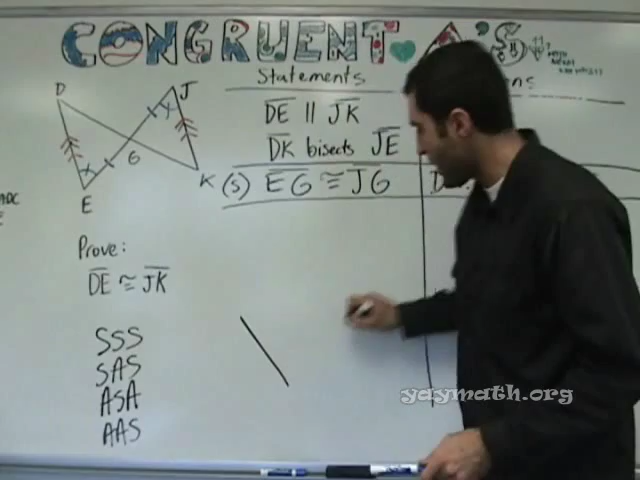 CONGRUENT Δ'S
Statements
D J
x y
G
E K
DE || JK
DK bisects JE
(S) EG ≅ JG
Prove:
DE ≅ JK
SSS
SAS
ASA
AAS
yaymath.org